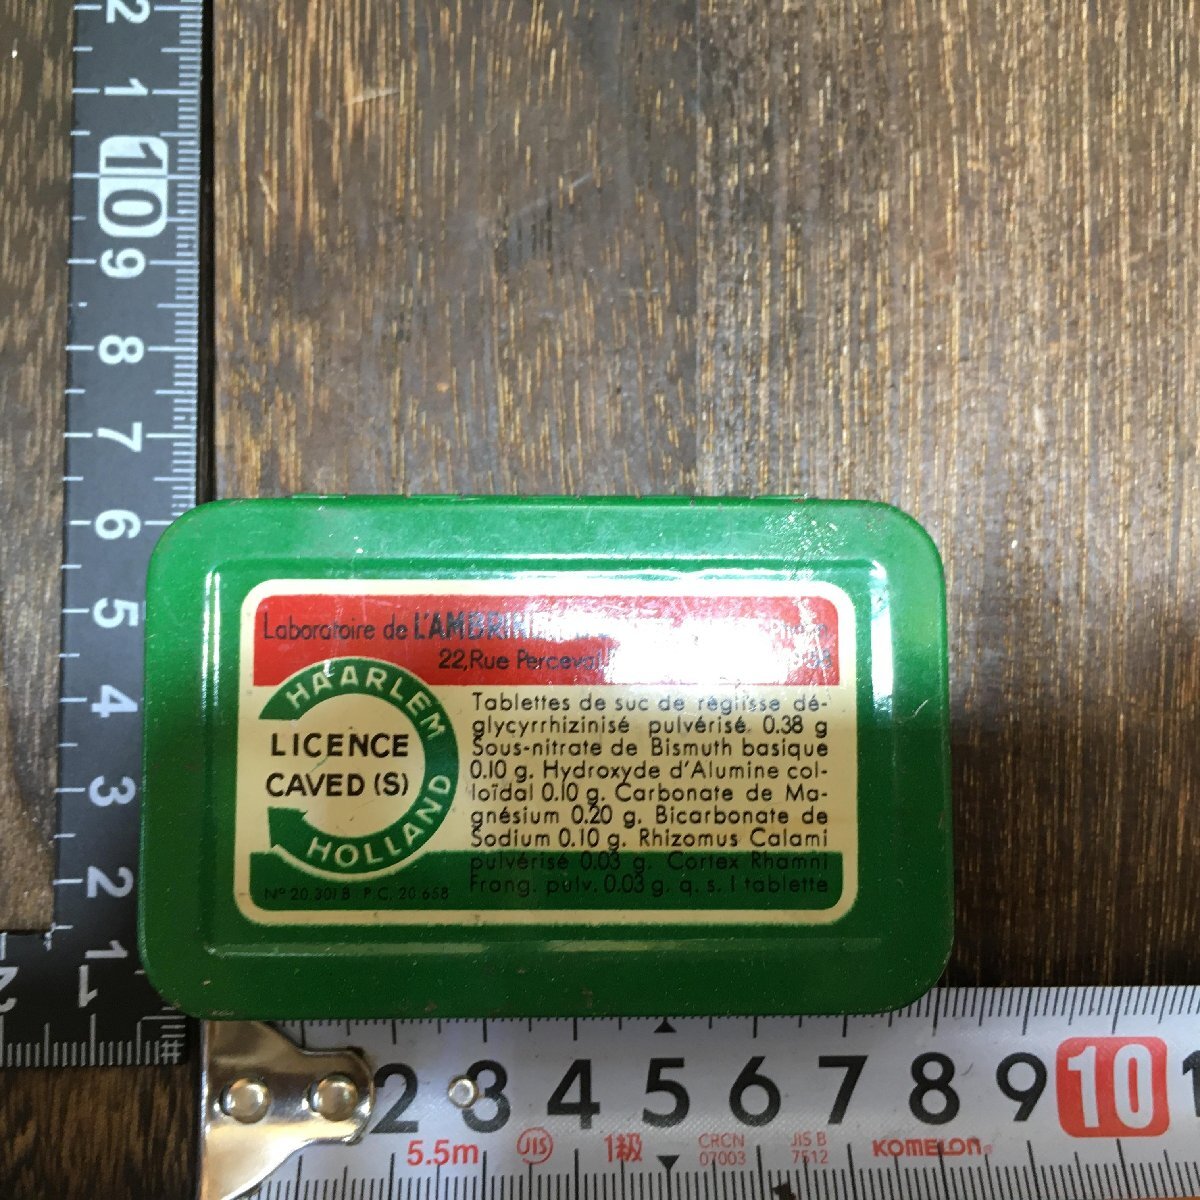 2
1
10
9
8
7
6
5
4
3
2
1
2
1
Laboratoire de
22, Rue
HAARLEM
LICENCE
CAVED (S)
HOLLAND
Nº 20.301 B - P.C. 20.658
Tablettes de suc de réglisse dé-
glycyrrhizinisé pulvérisé 0.38 g
Sous-nitrate de Bismuth basique
0.10 g. Hydroxyde d'Alumine col-
loïdal 0.10 g. Carbonate de Ma-
gnésium 0.20 g. Bicarbonate de
Sodium 0.10 g. Rhizomus Calami
pulvérisé 0.03 g. Cortex Rhamni
Frang. pulv. 0.03 g. q. s. 1 tablette
2 3 4 5 6 7 8 9 10 1
5.5m JIS 1級 CRCN 07003 JIS B 7512 KOMELON